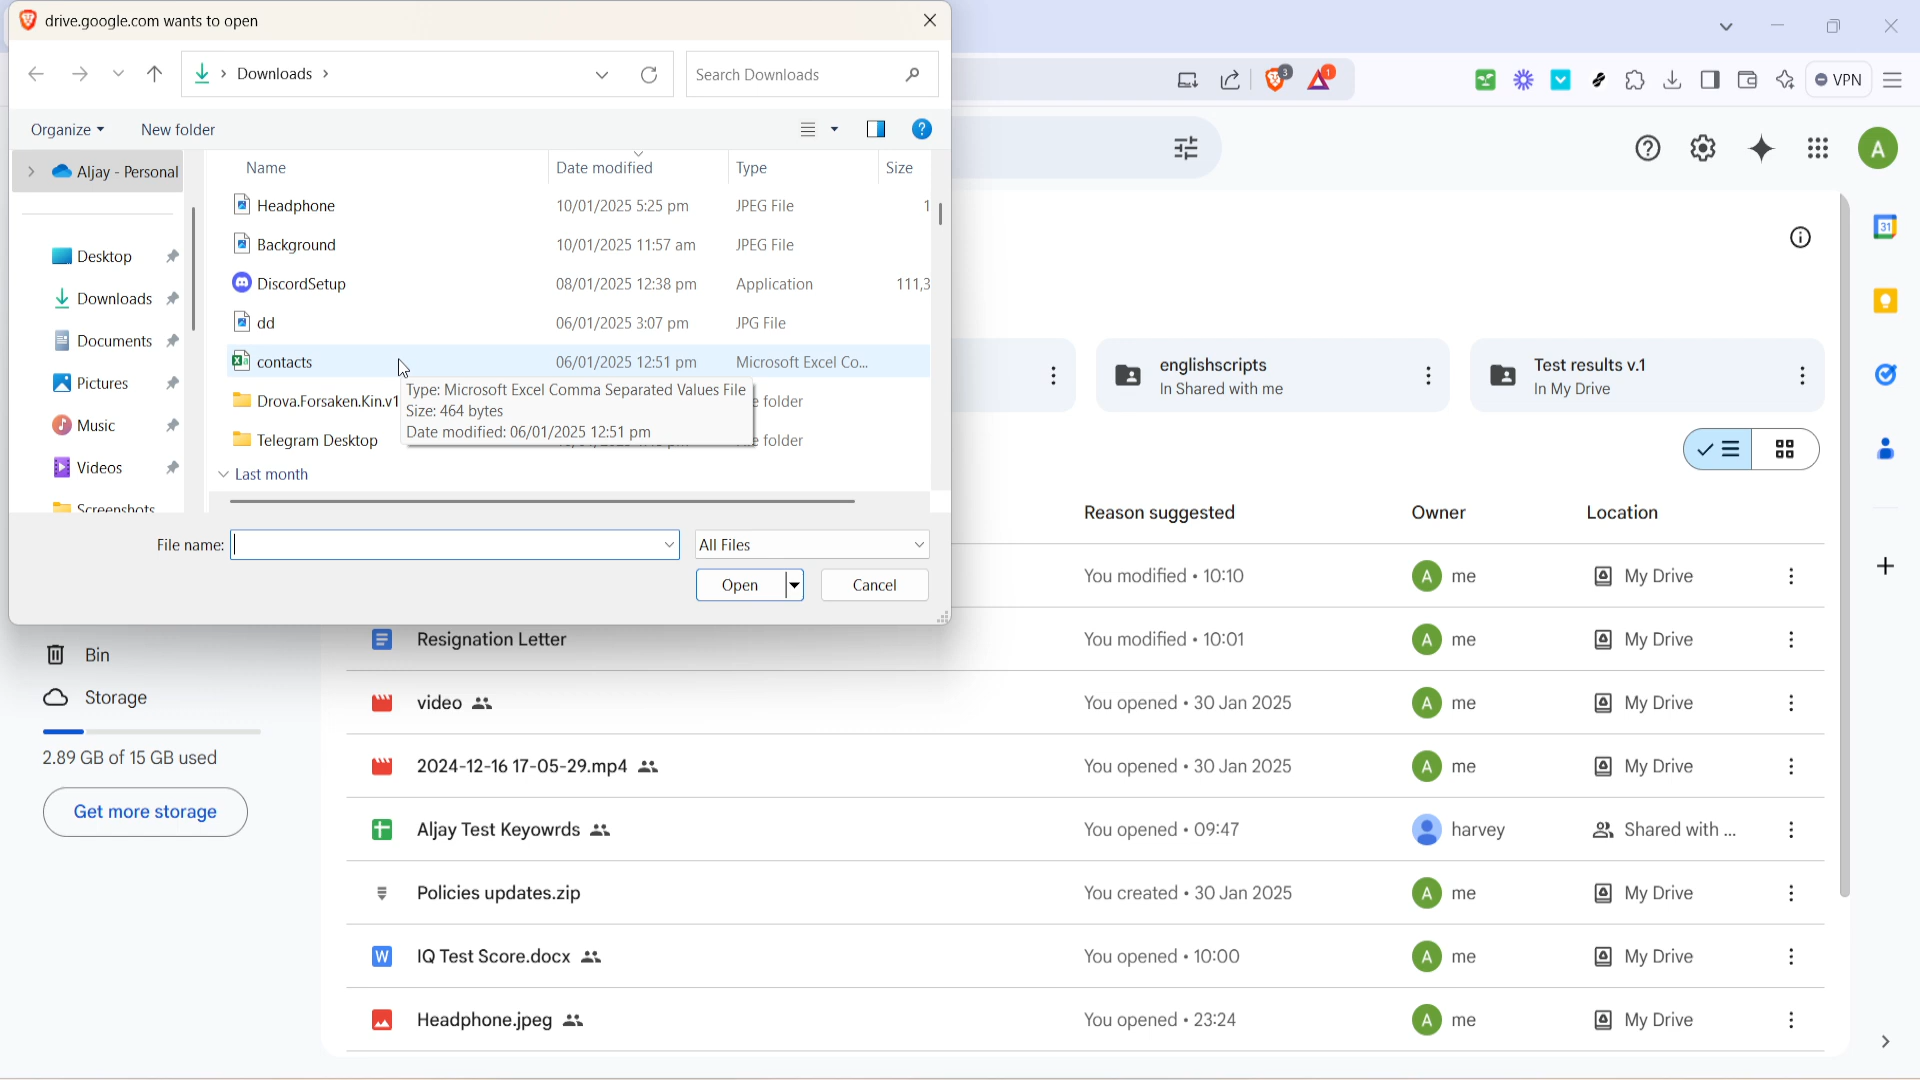 drive.google.com wants to open
Downloads
Search Downloads
3
1
VPN
Organize
New folder
Aljay - Personal
Name
Date modified
Type
Size
A
Headphone
10/01/2025 5:25 pm
JPEG File
1
Background
10/01/2025 11:57 am
JPEG File
31
Desktop
DiscordSetup
08/01/2025 12:38 pm
Application
111,3
Downloads
dd
06/01/2025 3:07 pm
JPG File
Documents
contacts
06/01/2025 12:51 pm
Microsoft Excel Co...
englishscripts
In Shared with me
Test results v.1
In My Drive
Pictures
Drova.Forsaken.Kin.v1
Type: Microsoft Excel Comma Separated Values File
Size: 464 bytes
Date modified: 06/01/2025 12:51 pm
e folder
Music
Telegram Desktop
e folder
Videos
Last month
Screenshots
Reason suggested
Owner
Location
File name:
All Files
Open
Cancel
You modified • 10:10
A
me
My Drive
Bin
Resignation Letter
You modified • 10:01
A
me
My Drive
Storage
video
You opened • 30 Jan 2025
A
me
My Drive
2.89 GB of 15 GB used
2024-12-16 17-05-29.mp4
You opened • 30 Jan 2025
A
me
My Drive
Get more storage
Aljay Test Keyowrds
You opened • 09:47
harvey
Shared with ...
Policies updates.zip
You created • 30 Jan 2025
A
me
My Drive
W
IQ Test Score.docx
You opened • 10:00
A
me
My Drive
Headphone.jpeg
You opened • 23:24
A
me
My Drive